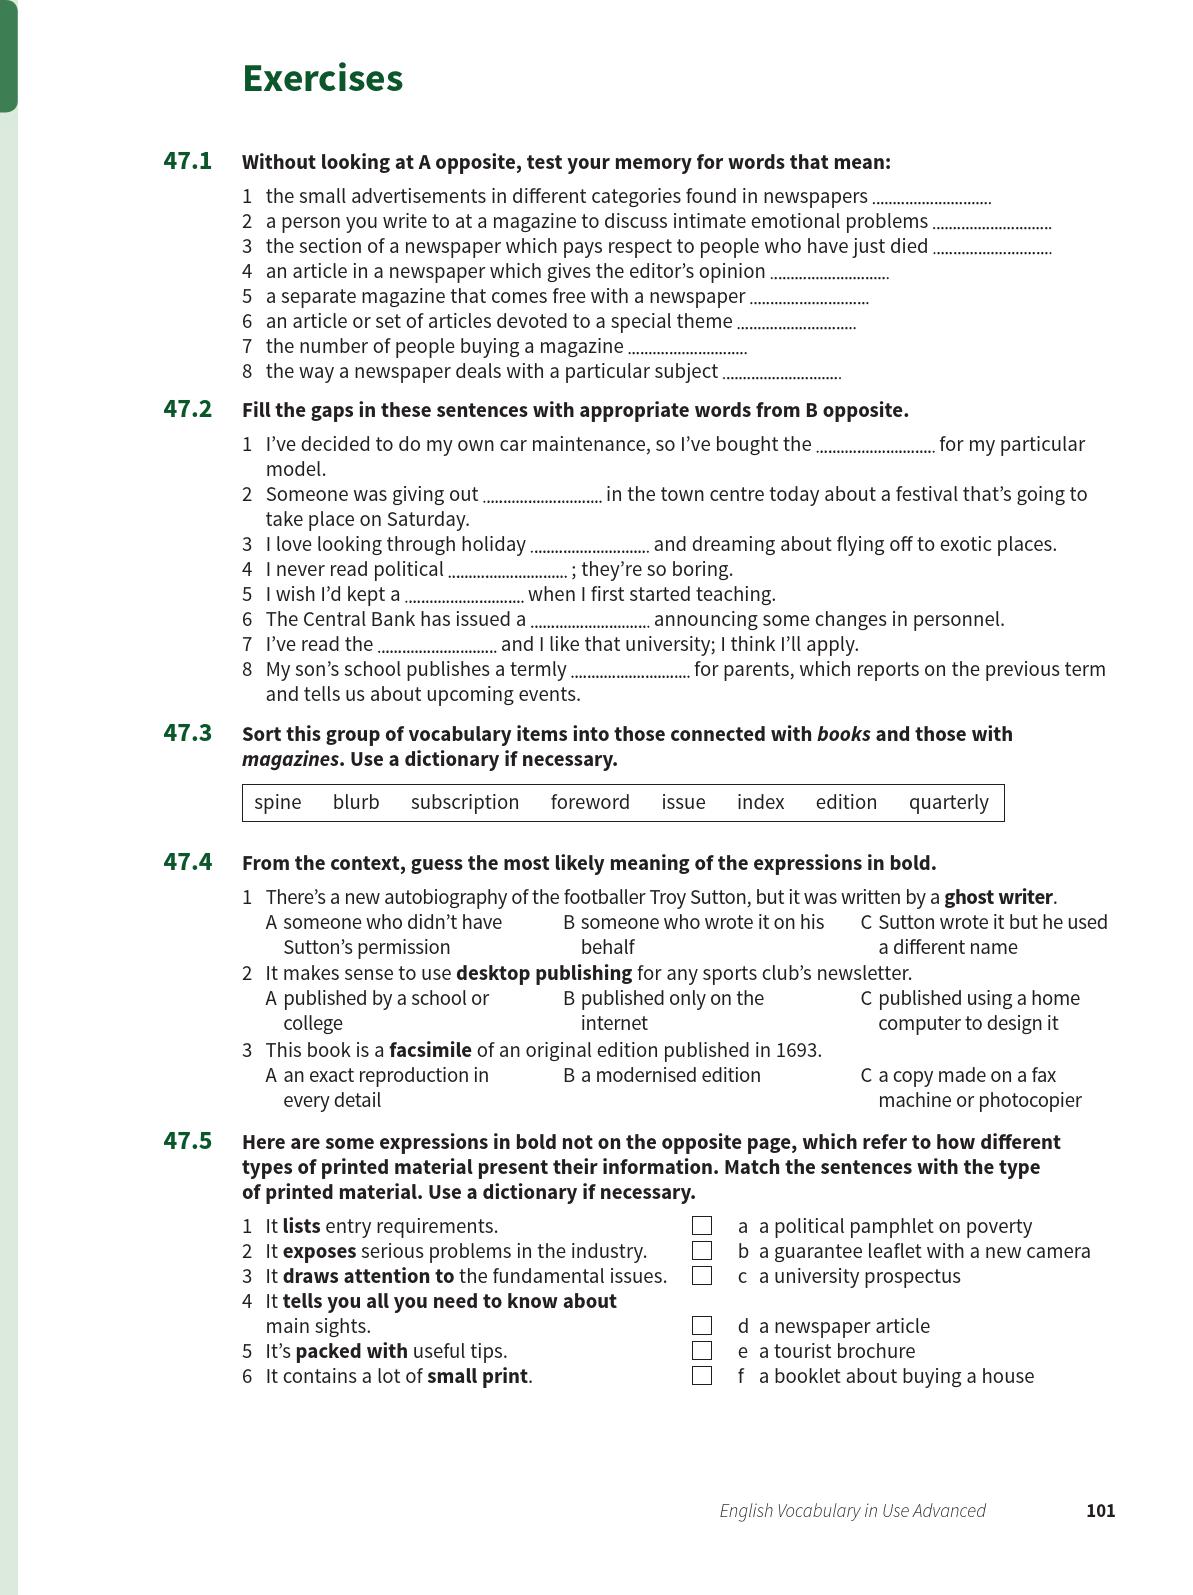 Exercises
47.1 Without looking at A opposite, test your memory for words that mean:
1 the small advertisements in different categories found in newspapers .............................
2 a person you write to at a magazine to discuss intimate emotional problems .............................
3 the section of a newspaper which pays respect to people who have just died .............................
4 an article in a newspaper which gives the editor’s opinion .............................
5 a separate magazine that comes free with a newspaper .............................
6 an article or set of articles devoted to a special theme .............................
7 the number of people buying a magazine .............................
8 the way a newspaper deals with a particular subject .............................
47.2 Fill the gaps in these sentences with appropriate words from B opposite.
1 I’ve decided to do my own car maintenance, so I’ve bought the ............................. for my particular
model.
2 Someone was giving out ............................. in the town centre today about a festival that’s going to
take place on Saturday.
3 I love looking through holiday ............................. and dreaming about flying off to exotic places.
4 I never read political ............................. ; they’re so boring.
5 I wish I’d kept a ............................. when I first started teaching.
6 The Central Bank has issued a ............................. announcing some changes in personnel.
7 I’ve read the ............................. and I like that university; I think I’ll apply.
8 My son’s school publishes a termly ............................. for parents, which reports on the previous term
and tells us about upcoming events.
47.3 Sort this group of vocabulary items into those connected with books and those with
magazines. Use a dictionary if necessary.
spine blurb subscription foreword issue index edition quarterly
47.4 From the context, guess the most likely meaning of the expressions in bold.
1 There’s a new autobiography of the footballer Troy Sutton, but it was written by a ghost writer.
A someone who didn’t have B someone who wrote it on his C Sutton wrote it but he used
Sutton’s permission behalf a different name
2 It makes sense to use desktop publishing for any sports club’s newsletter.
A published by a school or B published only on the C published using a home
college internet computer to design it
3 This book is a facsimile of an original edition published in 1693.
A an exact reproduction in B a modernised edition C a copy made on a fax
every detail machine or photocopier
47.5 Here are some expressions in bold not on the opposite page, which refer to how different
types of printed material present their information. Match the sentences with the type
of printed material. Use a dictionary if necessary.
1 It lists entry requirements. a a political pamphlet on poverty
2 It exposes serious problems in the industry. b a guarantee leaflet with a new camera
3 It draws attention to the fundamental issues. c a university prospectus
4 It tells you all you need to know about
main sights. d a newspaper article
5 It’s packed with useful tips. e a tourist brochure
6 It contains a lot of small print. f a booklet about buying a house
English Vocabulary in Use Advanced 101